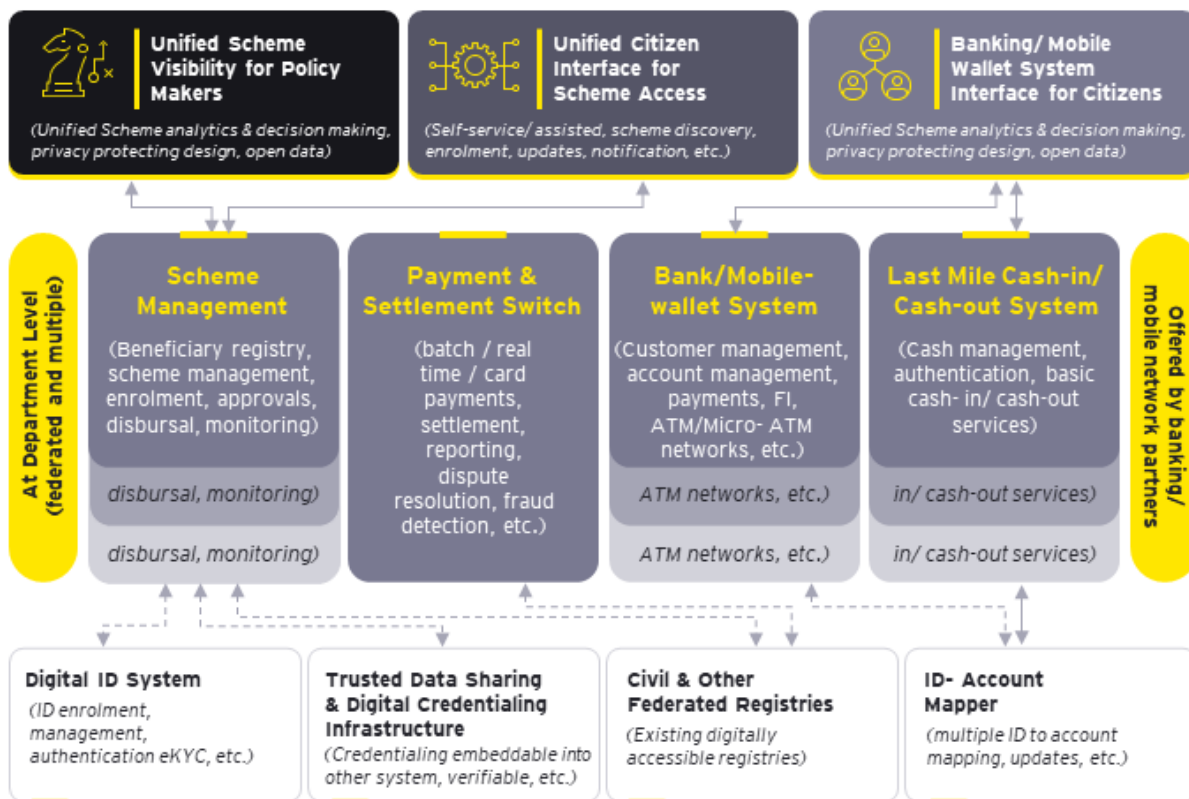 Unified Scheme
Visibility for Policy
Makers
(Unified Scheme analytics & decision making,
privacy protecting design, open data)
Unified Citizen
Interface for
Scheme Access
(Self-service/ assisted, scheme discovery,
enrolment, updates, notification, etc.)
Banking/ Mobile
Wallet System
Interface for Citizens
(Unified Scheme analytics & decision making,
privacy protecting design, open data)
At Department Level
(federated and multiple)
Scheme
Management
(Beneficiary registry,
scheme management,
enrolment, approvals,
disbursal, monitoring)
disbursal, monitoring)
disbursal, monitoring)
Payment &
Settlement Switch
(batch / real
time / card
payments,
settlement,
reporting,
dispute
resolution, fraud
detection, etc.)
Bank/Mobile-
wallet System
(Customer management,
account management,
payments, FI,
ATM/Micro- ATM
networks, etc.)
ATM networks, etc.)
ATM networks, etc.)
Last Mile Cash-in/
Cash-out System
(Cash management,
authentication, basic
cash- in/ cash-out
services)
in/ cash-out services)
in/ cash-out services)
Offered by banking/
mobile network partners
Digital ID System
(ID enrolment,
management,
authentication eKYC, etc.)
Trusted Data Sharing
& Digital Credentialing
Infrastructure
(Credentialing embeddable into
other system, verifiable, etc.)
Civil & Other
Federated Registries
(Existing digitally
accessible registries)
ID- Account
Mapper
(multiple ID to account
mapping, updates, etc.)